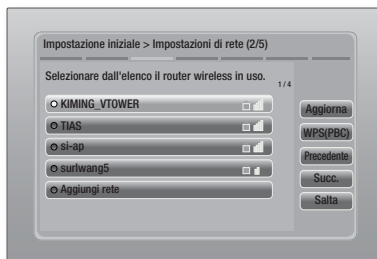 Impostazione iniziale > Impostazioni di rete (2/5)
Selezionare dall'elenco il router wireless in uso.
1/4
KIMING_VTOWER
TIAS
si-ap
surlwang5
Aggiungi rete
Aggiorna
WPS(PBC)
Precedente
Succ.
Salta